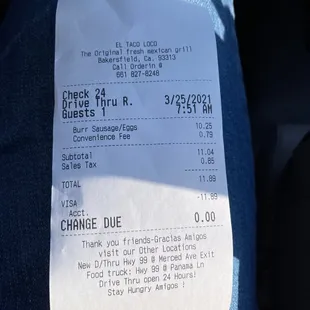 EL TACO LOCO
The Original fresh mexican grill
Bakersfield, Ca. 93313
Call Orderin @
661 827-8248
Check 24
Drive Thru R. 3/25/2021
Guests 1 7:51 AM
Burr Sausage/Eggs 10.25
Convenience Fee 0.79
Subtotal 11.04
Sales Tax 0.85
TOTAL 11.89
VISA -11.89
Acct.
CHANGE DUE 0.00
Thank you friends-Gracias Amigos
visit our Other Locations
New D/Thru Hwy 99 @ Merced Ave Exit
Food truck: Hwy 99 @ Panama Ln
Drive Thru open 24 Hours!
Stay Hungry Amigos !